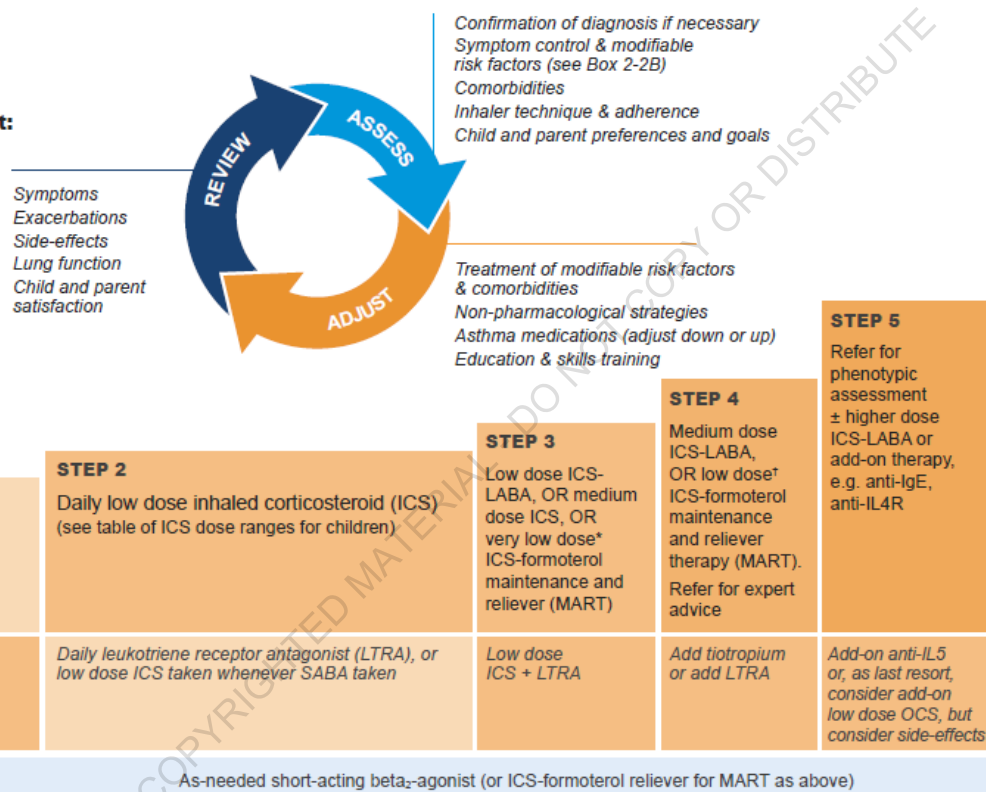 Confirmation of diagnosis if necessary
Symptom control & modifiable
risk factors (see Box 2-2B)
Comorbidities
Inhaler technique & adherence
Child and parent preferences and goals
t:
REVIEW
ASSESS
ADJUST
Symptoms
Exacerbations
Side-effects
Lung function
Child and parent
satisfaction
Treatment of modifiable risk factors
& comorbidities
Non-pharmacological strategies
Asthma medications (adjust down or up)
Education & skills training
STEP 2
Daily low dose inhaled corticosteroid (ICS)
(see table of ICS dose ranges for children)
STEP 3
Low dose ICS-
LABA, OR medium
dose ICS, OR
very low dose*
ICS-formoterol
maintenance and
reliever (MART)
STEP 4
Medium dose
ICS-LABA,
OR low dose†
ICS-formoterol
maintenance
and reliever
therapy (MART).
Refer for expert
advice
STEP 5
Refer for
phenotypic
assessment
± higher dose
ICS-LABA or
add-on therapy,
e.g. anti-IgE,
anti-IL4R
Daily leukotriene receptor antagonist (LTRA), or
low dose ICS taken whenever SABA taken
Low dose
ICS + LTRA
Add tiotropium
or add LTRA
Add-on anti-IL5
or, as last resort,
consider add-on
low dose OCS, but
consider side-effects
As-needed short-acting beta₂-agonist (or ICS-formoterol reliever for MART as above)
COPYRIGHTED MATERIAL DO NOT COPY OR DISTRIBUTE